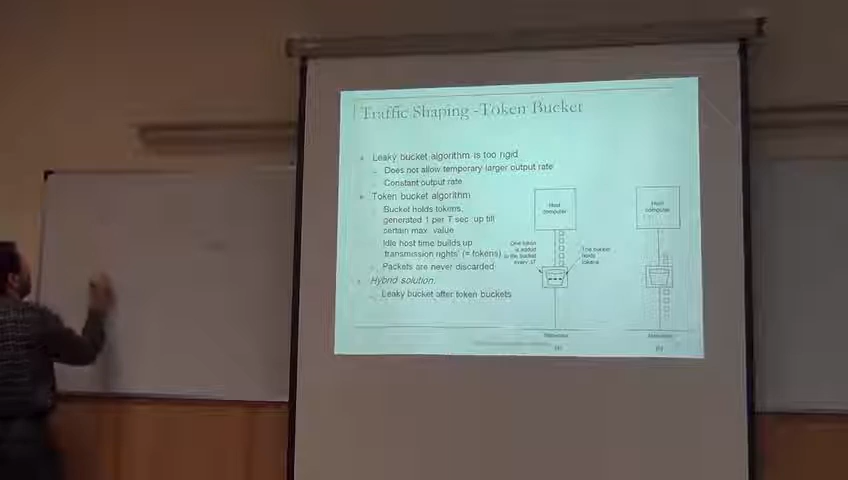 Traffic Shaping -Token Bucket
Leaky bucket algorithm is too rigid
Does not allow temporary larger output rate
Constant output rate
Token bucket algorithm
Bucket holds tokens,
generated 1 per T sec. up till
certain max. value
Idle host time builds up
'transmission rights' (= tokens)
Packets are never discarded
Hybrid solution:
Leaky bucket after token buckets
Host
computer
One token
is added
to the bucket
every ΔT
The bucket
holds
tokens
Networks
(a)
Host
computer
Networks
(b)